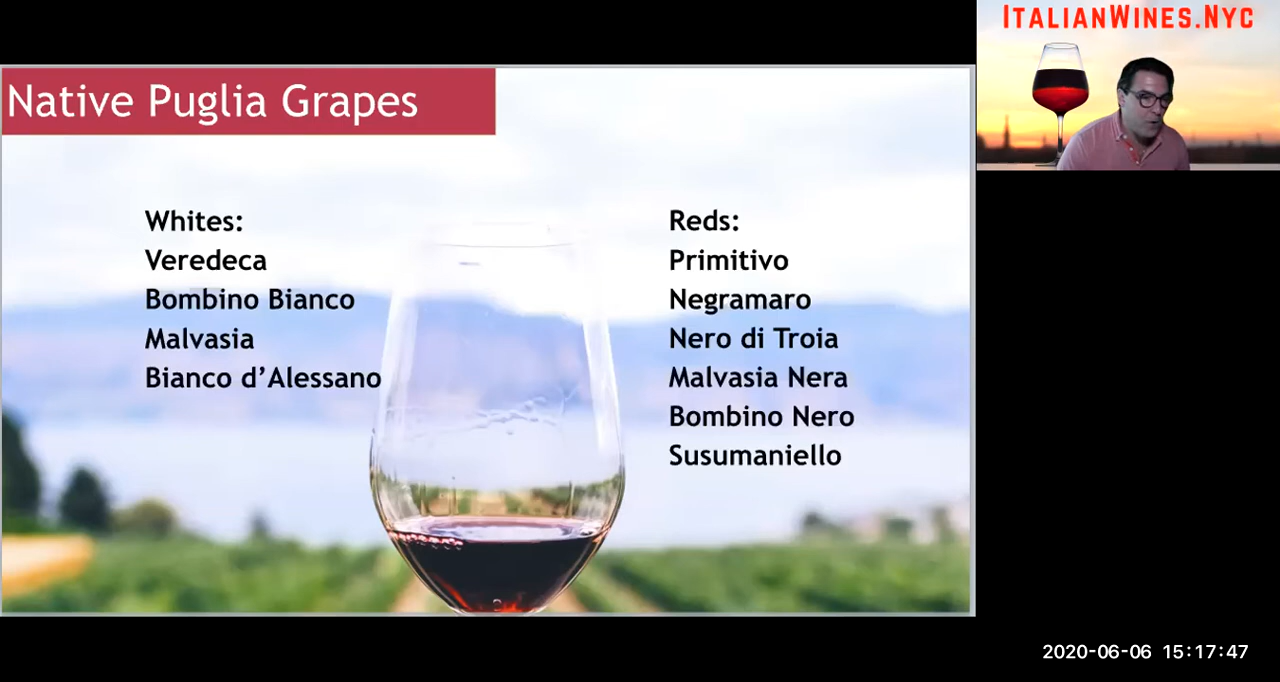 ITALIANWINES.NYC
Native Puglia Grapes
Whites:
Veredeca
Bombino Bianco
Malvasia
Bianco d’Alessano
Reds:
Primitivo
Negramaro
Nero di Troia
Malvasia Nera
Bombino Nero
Susumaniello
2020-06-06 15:17:47